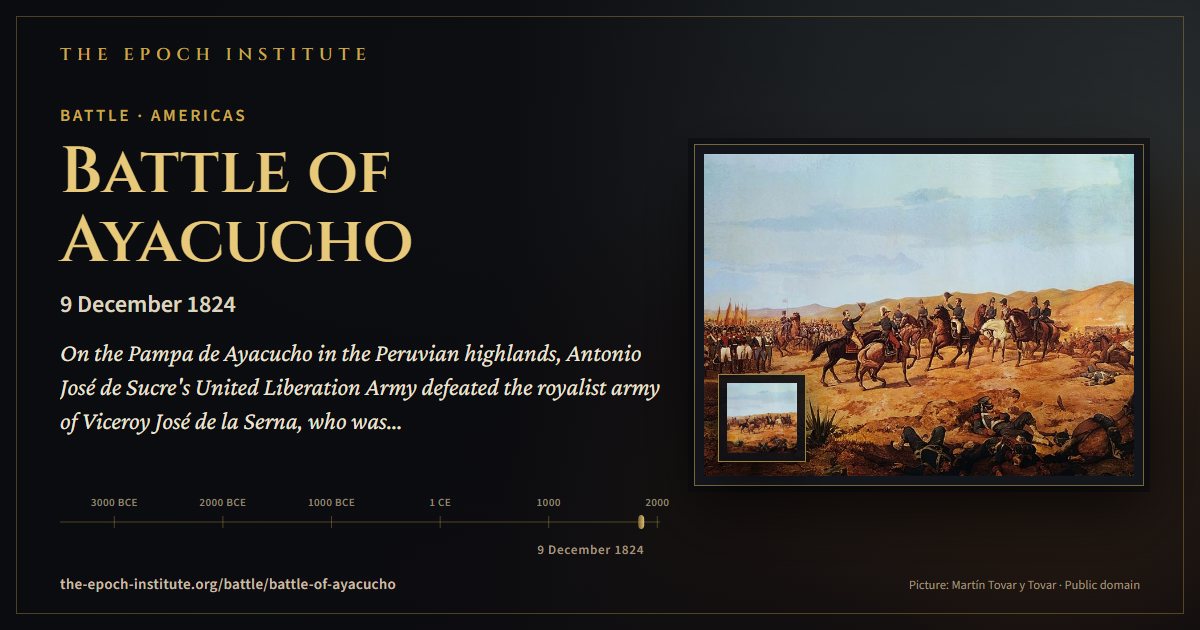 THE EPOCH INSTITUTE
BATTLE · AMERICAS
BATTLE OF
AYACUCHO
9 December 1824
On the Pampa de Ayacucho in the Peruvian highlands, Antonio
José de Sucre's United Liberation Army defeated the royalist army
of Viceroy José de la Serna, who was...
3000 BCE 2000 BCE 1000 BCE 1 CE 1000 2000
9 December 1824
the-epoch-institute.org/battle/battle-of-ayacucho
Picture: Martín Tovar y Tovar · Public domain